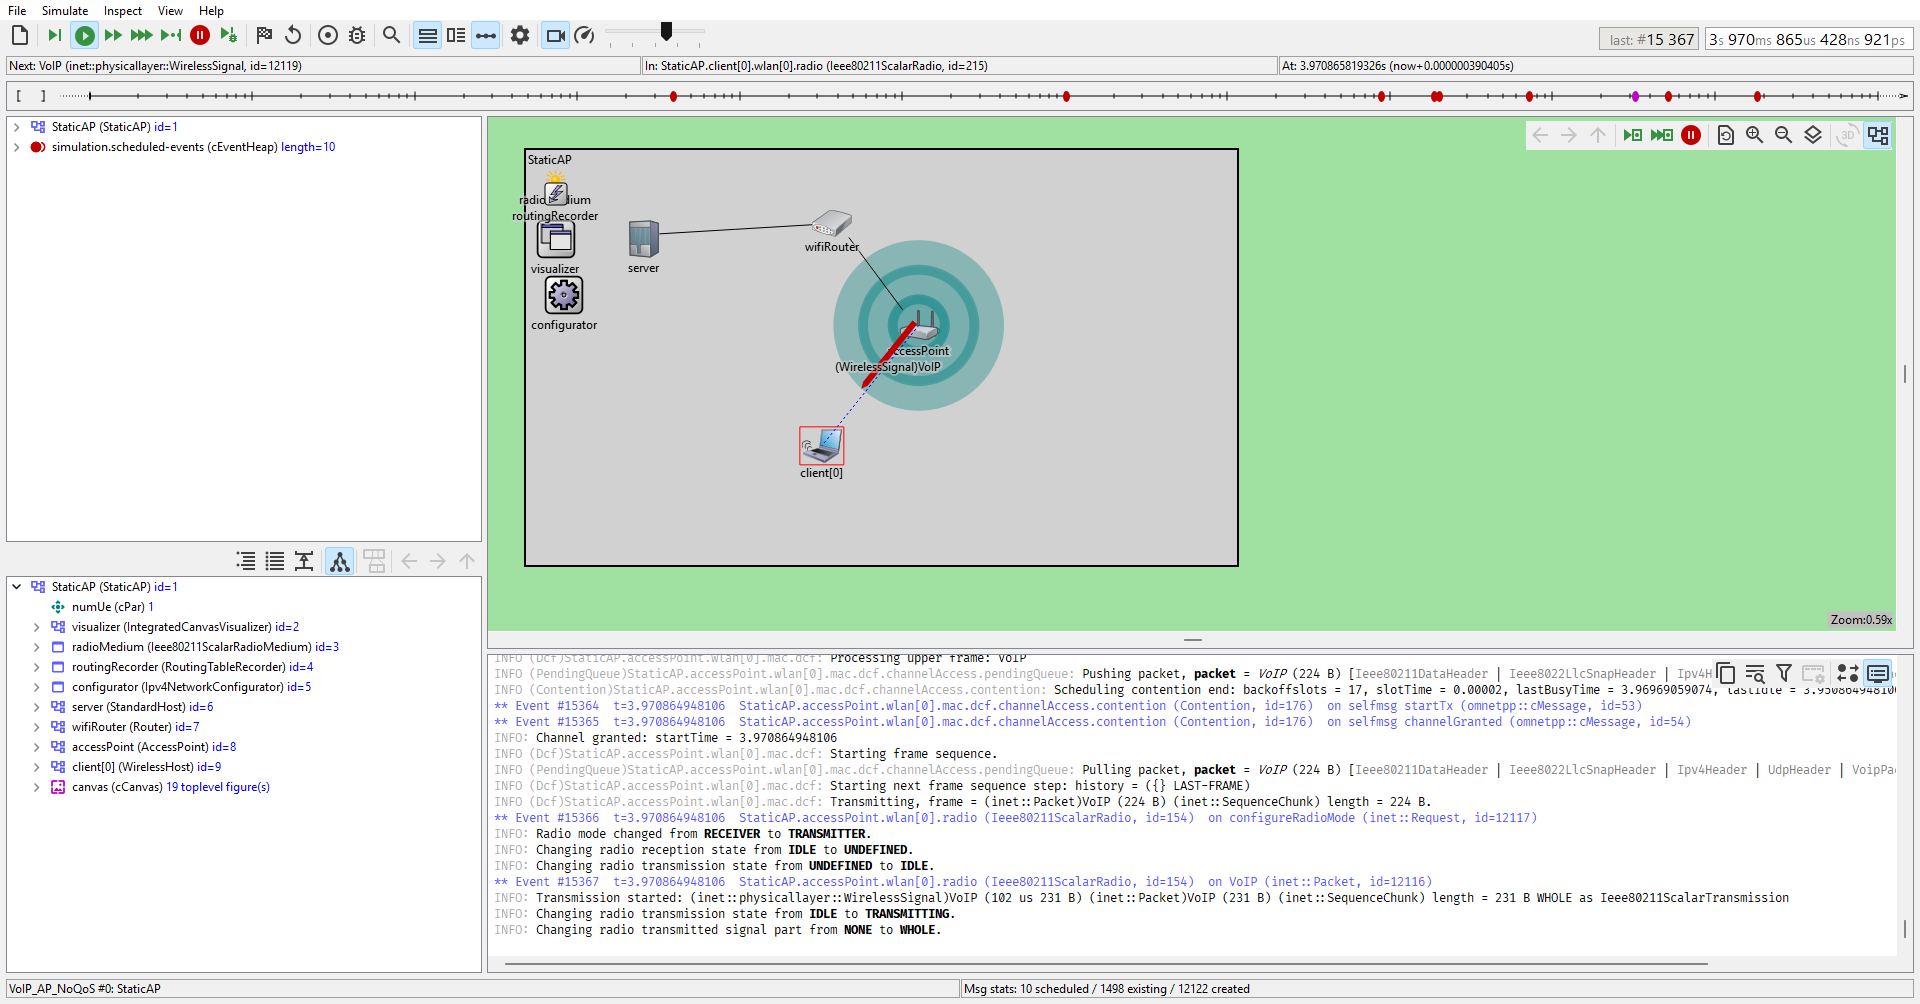 File Simulate Inspect View Help
last: #15 367 3s 970ms 865us 428ns 921ps
Next: VoIP (inet::physicallayer::WirelessSignal, id=12119) In: StaticAP.client[0].wlan[0].radio (Ieee80211ScalarRadio, id=215) At: 3.970865819326s (now+0.000000390405s)
[ ]
StaticAP (StaticAP) id=1
simulation.scheduled-events (cEventHeap) length=10
3D
StaticAP
routingRecorder
visualizer
configurator
server
wifiRouter
(WirelessSignal)VoIP
client[0]
Zoom:0.59x
StaticAP (StaticAP) id=1
numUe (cPar) 1
visualizer (IntegratedCanvasVisualizer) id=2
radioMedium (Ieee80211ScalarRadioMedium) id=3
routingRecorder (RoutingTableRecorder) id=4
configurator (Ipv4NetworkConfigurator) id=5
server (StandardHost) id=6
wifiRouter (Router) id=7
accessPoint (AccessPoint) id=8
client[0] (WirelessHost) id=9
canvas (cCanvas) 19 toplevel figure(s)
INFO (Dcf)StaticAP.accessPoint.wlan[0].mac.dcf: Processing upper frame: VoIP
INFO (PendingQueue)StaticAP.accessPoint.wlan[0].mac.dcf.channelAccess.pendingQueue: Pushing packet, packet = VoIP (224 B) [Ieee80211DataHeader | Ieee8022LlcSnapHeader | Ipv4H
INFO (Contention)StaticAP.accessPoint.wlan[0].mac.dcf.channelAccess.contention: Scheduling contention end: backoffslots = 17, slotTime = 0.00002, lastBusyTime = 3.96969059074, lastIdle =
** Event #15364 t=3.970864948106 StaticAP.accessPoint.wlan[0].mac.dcf.channelAccess.contention (Contention, id=176) on selfmsg startTx (omnetpp::cMessage, id=53)
** Event #15365 t=3.970864948106 StaticAP.accessPoint.wlan[0].mac.dcf.channelAccess.contention (Contention, id=176) on selfmsg channelGranted (omnetpp::cMessage, id=54)
INFO: Channel granted: startTime = 3.970864948106
INFO (Dcf)StaticAP.accessPoint.wlan[0].mac.dcf: Starting frame sequence.
INFO (PendingQueue)StaticAP.accessPoint.wlan[0].mac.dcf.channelAccess.pendingQueue: Pulling packet, packet = VoIP (224 B) [Ieee80211DataHeader | Ieee8022LlcSnapHeader | Ipv4Header | UdpHeader | VoipPa
INFO (Dcf)StaticAP.accessPoint.wlan[0].mac.dcf: Starting next frame sequence step: history = ({} LAST-FRAME)
INFO (Dcf)StaticAP.accessPoint.wlan[0].mac.dcf: Transmitting, frame = (inet::Packet)VoIP (224 B) (inet::SequenceChunk) length = 224 B.
** Event #15366 t=3.970864948106 StaticAP.accessPoint.wlan[0].radio (Ieee80211ScalarRadio, id=154) on configureRadioMode (inet::Request, id=12117)
INFO: Radio mode changed from RECEIVER to TRANSMITTER.
INFO: Changing radio reception state from IDLE to UNDEFINED.
INFO: Changing radio transmission state from UNDEFINED to IDLE.
** Event #15367 t=3.970864948106 StaticAP.accessPoint.wlan[0].radio (Ieee80211ScalarRadio, id=154) on VoIP (inet::Packet, id=12116)
INFO: Transmission started: (inet::physicallayer::WirelessSignal)VoIP (102 us 231 B) (inet::Packet)VoIP (231 B) (inet::SequenceChunk) length = 231 B WHOLE as Ieee80211ScalarTransmission
INFO: Changing radio transmission state from IDLE to TRANSMITTING.
INFO: Changing radio transmitted signal part from NONE to WHOLE.
VoIP_AP_NoQoS #0: StaticAP Msg stats: 10 scheduled / 1498 existing / 12122 created